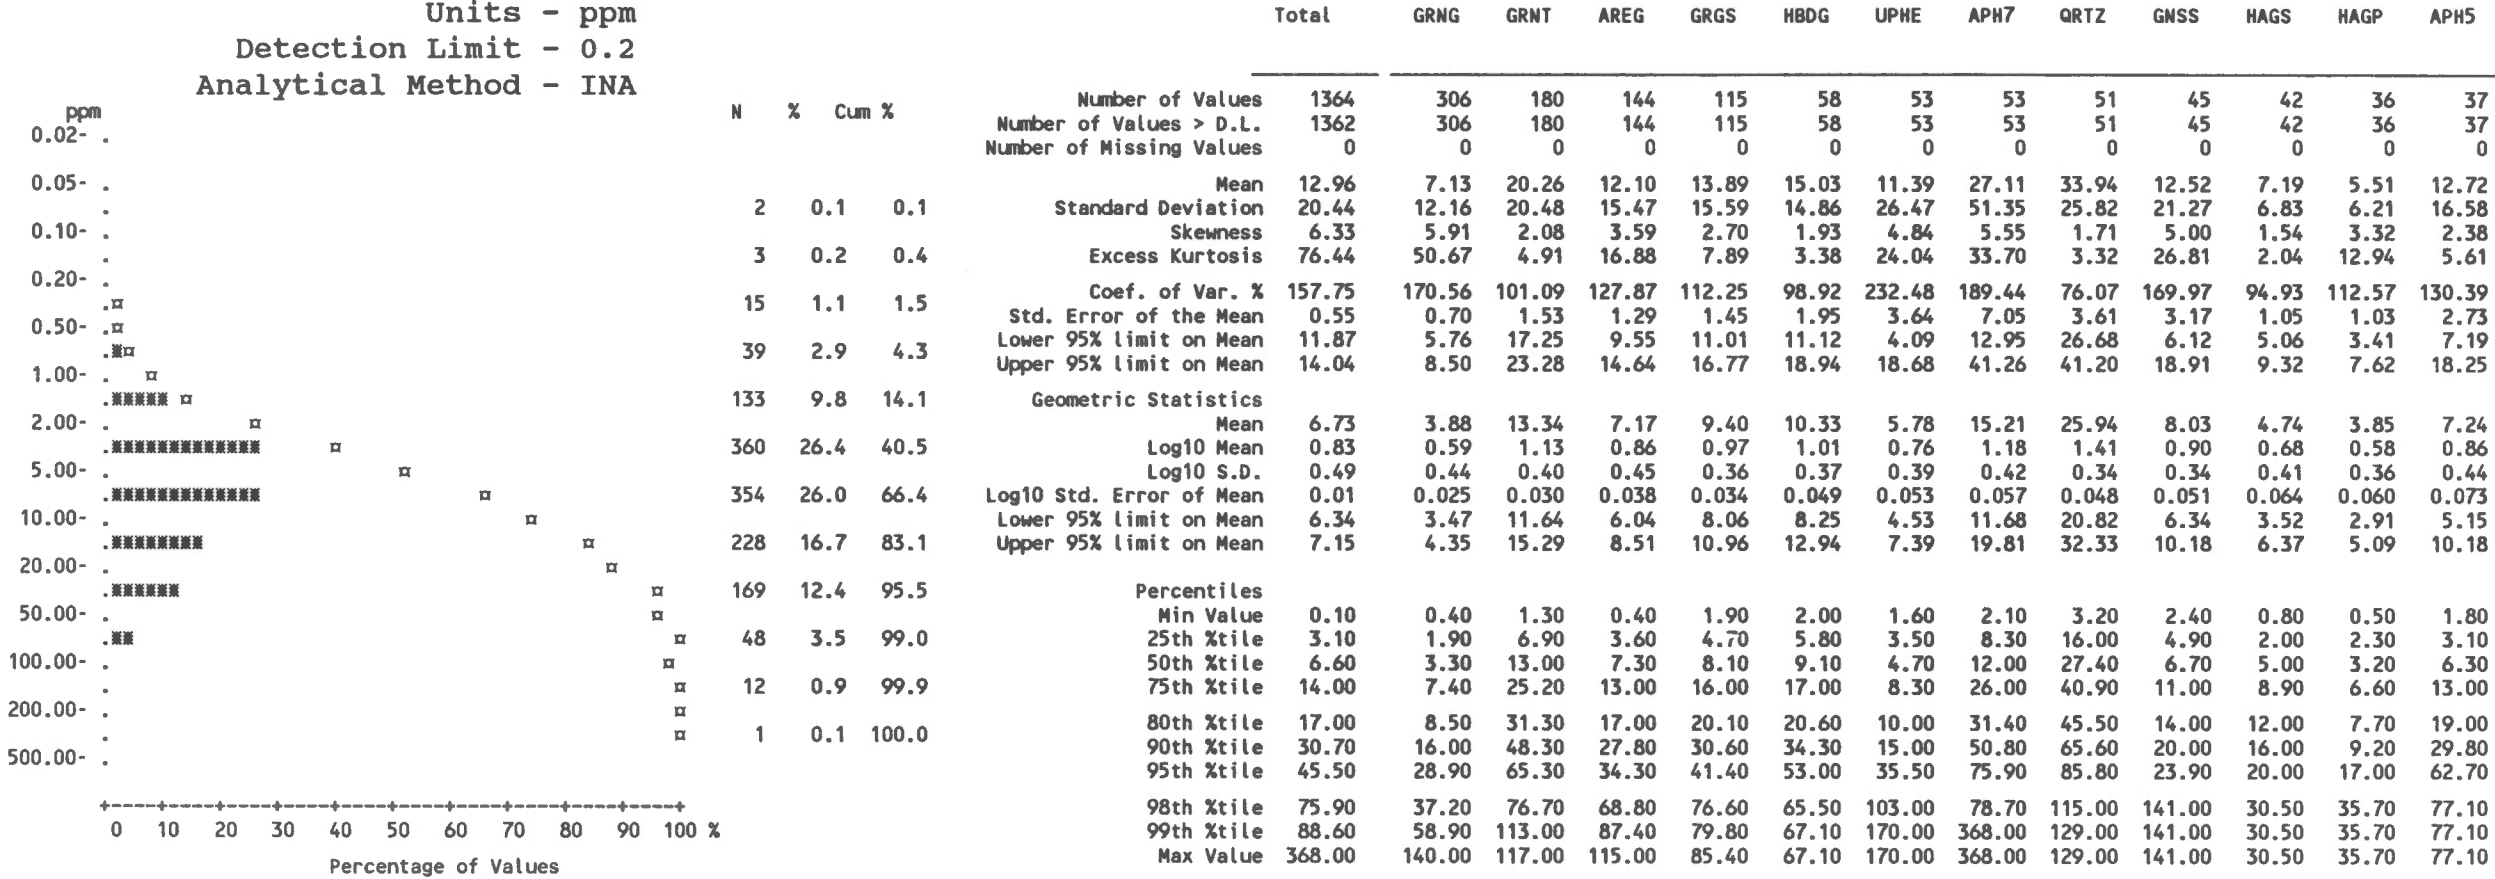 Units - ppm
Detection Limit - 0.2
Analytical Method - INA
ppm N % Cum %
0.02-
0.05-
2 0.1 0.1
0.10-
3 0.2 0.4
0.20-
15 1.1 1.5
0.50-
39 2.9 4.3
1.00-
133 9.8 14.1
2.00-
360 26.4 40.5
5.00-
354 26.0 66.4
10.00-
228 16.7 83.1
20.00-
169 12.4 95.5
50.00-
48 3.5 99.0
100.00-
12 0.9 99.9
200.00-
1 0.1 100.0
500.00-
0 10 20 30 40 50 60 70 80 90 100 %
Percentage of Values
Total GRNG GRNT AREG GRGS HBDG UPHE APH7 QRTZ GNSS HAGS HAGP APH5
Number of Values 1364 306 180 144 115 58 53 53 51 45 42 36 37
Number of Values > D.L. 1362 306 180 144 115 58 53 53 51 45 42 36 37
Number of Missing Values 0 0 0 0 0 0 0 0 0 0 0 0 0
Mean 12.96 7.13 20.26 12.10 13.89 15.03 11.39 27.11 33.94 12.52 7.19 5.51 12.72
Standard Deviation 20.44 12.16 20.48 15.47 15.59 14.86 26.47 51.35 25.82 21.27 6.83 6.21 16.58
Skewness 6.33 5.91 2.08 3.59 2.70 1.93 4.84 5.55 1.71 5.00 1.54 3.32 2.38
Excess Kurtosis 76.44 50.67 4.91 16.88 7.89 3.38 24.04 33.70 3.32 26.81 2.04 12.94 5.61
Coef. of Var. % 157.75 170.56 101.09 127.87 112.25 98.92 232.48 189.44 76.07 169.97 94.93 112.57 130.39
Std. Error of the Mean 0.55 0.70 1.53 1.29 1.45 1.95 3.64 7.05 3.61 3.17 1.05 1.03 2.73
Lower 95% limit on Mean 11.87 5.76 17.25 9.55 11.01 11.12 4.09 12.95 26.68 6.12 5.06 3.41 7.19
Upper 95% limit on Mean 14.04 8.50 23.28 14.64 16.77 18.94 18.68 41.26 41.20 18.91 9.32 7.62 18.25
Geometric Statistics
Mean 6.73 3.88 13.34 7.17 9.40 10.33 5.78 15.21 25.94 8.03 4.74 3.85 7.24
Log10 Mean 0.83 0.59 1.13 0.86 0.97 1.01 0.76 1.18 1.41 0.90 0.68 0.58 0.86
Log10 S.D. 0.49 0.44 0.40 0.45 0.36 0.37 0.39 0.42 0.34 0.34 0.41 0.36 0.44
Log10 Std. Error of Mean 0.01 0.025 0.030 0.038 0.034 0.049 0.053 0.057 0.048 0.051 0.064 0.060 0.073
Lower 95% limit on Mean 6.34 3.47 11.64 6.04 8.06 8.25 4.53 11.68 20.82 6.34 3.52 2.91 5.15
Upper 95% limit on Mean 7.15 4.35 15.29 8.51 10.96 12.94 7.39 19.81 32.33 10.18 6.37 5.09 10.18
Percentiles
Min Value 0.10 0.40 1.30 0.40 1.90 2.00 1.60 2.10 3.20 2.40 0.80 0.50 1.80
25th %tile 3.10 1.90 6.90 3.60 4.70 5.80 3.50 8.30 16.00 4.90 2.00 2.30 3.10
50th %tile 6.60 3.30 13.00 7.30 8.10 9.10 4.70 12.00 27.40 6.70 5.00 3.20 6.30
75th %tile 14.00 7.40 25.20 13.00 16.00 17.00 8.30 26.00 40.90 11.00 8.90 6.60 13.00
80th %tile 17.00 8.50 31.30 17.00 20.10 20.60 10.00 31.40 45.50 14.00 12.00 7.70 19.00
90th %tile 30.70 16.00 48.30 27.80 30.60 34.30 15.00 50.80 65.60 20.00 16.00 9.20 29.80
95th %tile 45.50 28.90 65.30 34.30 41.40 53.00 35.50 75.90 85.80 23.90 20.00 17.00 62.70
98th %tile 75.90 37.20 76.70 68.80 76.60 65.50 103.00 78.70 115.00 141.00 30.50 35.70 77.10
99th %tile 88.60 58.90 113.00 87.40 79.80 67.10 170.00 368.00 129.00 141.00 30.50 35.70 77.10
Max Value 368.00 140.00 117.00 115.00 85.40 67.10 170.00 368.00 129.00 141.00 30.50 35.70 77.10